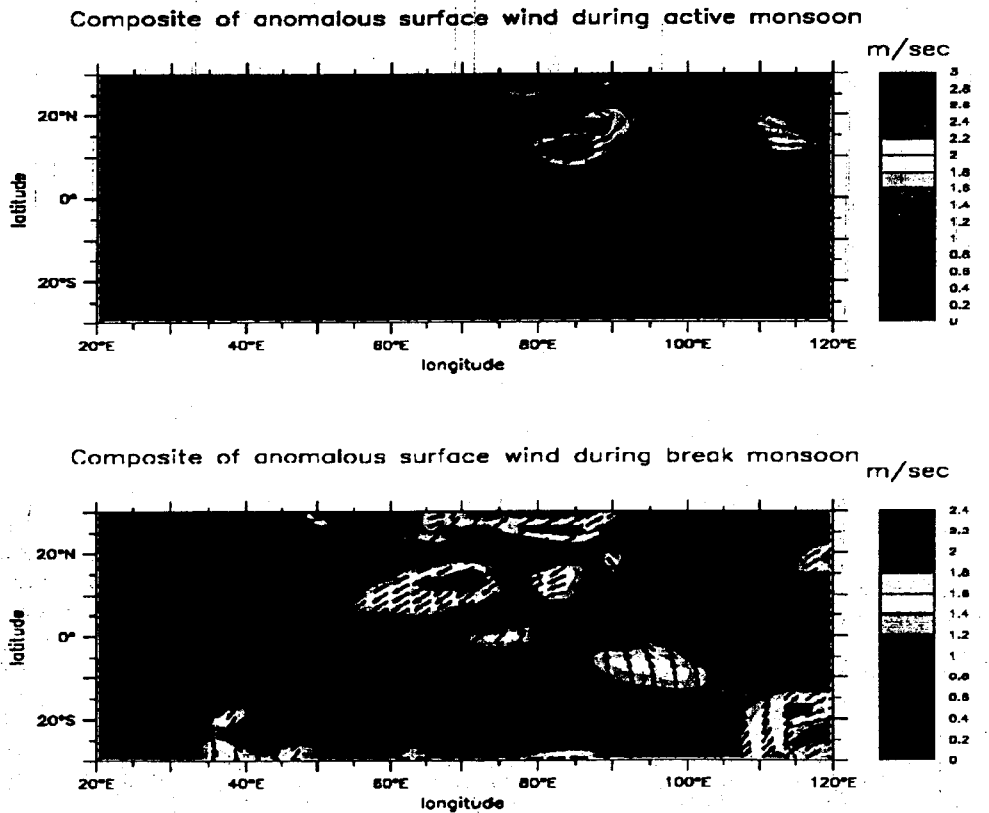 Composite of anomalous surface wind during active monsoon
m/sec
3
2.8
2.6
2.4
2.2
2
1.8
1.6
1.4
1.2
1
0.8
0.6
0.4
0.2
0
20°N
0°
20°S
latitude
20°E 40°E 60°E 80°E 100°E 120°E
longitude
Composite of anomalous surface wind during break monsoon
m/sec
2.4
2.2
2
1.8
1.6
1.4
1.2
1
0.8
0.6
0.4
0.2
0
20°N
0°
20°S
latitude
20°E 40°E 60°E 80°E 100°E 120°E
longitude